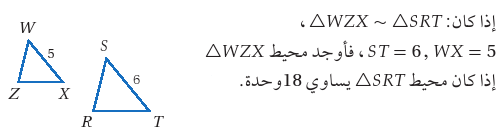 إذا كان: △WZX ~ △SRT ،
ST = 6 , WX = 5 ، فأوجد محيط △WZX
إذا كان محيط △SRT يساوي 18وحدة.
W
5
Z
X
S
6
R
T